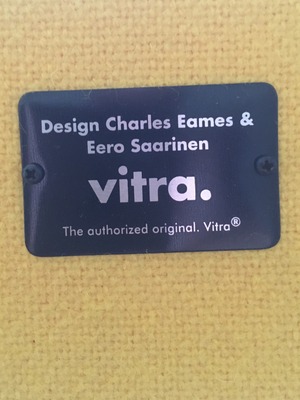 Design Charles Eames &
Eero Saarinen
vitra.
The authorized original. Vitra®